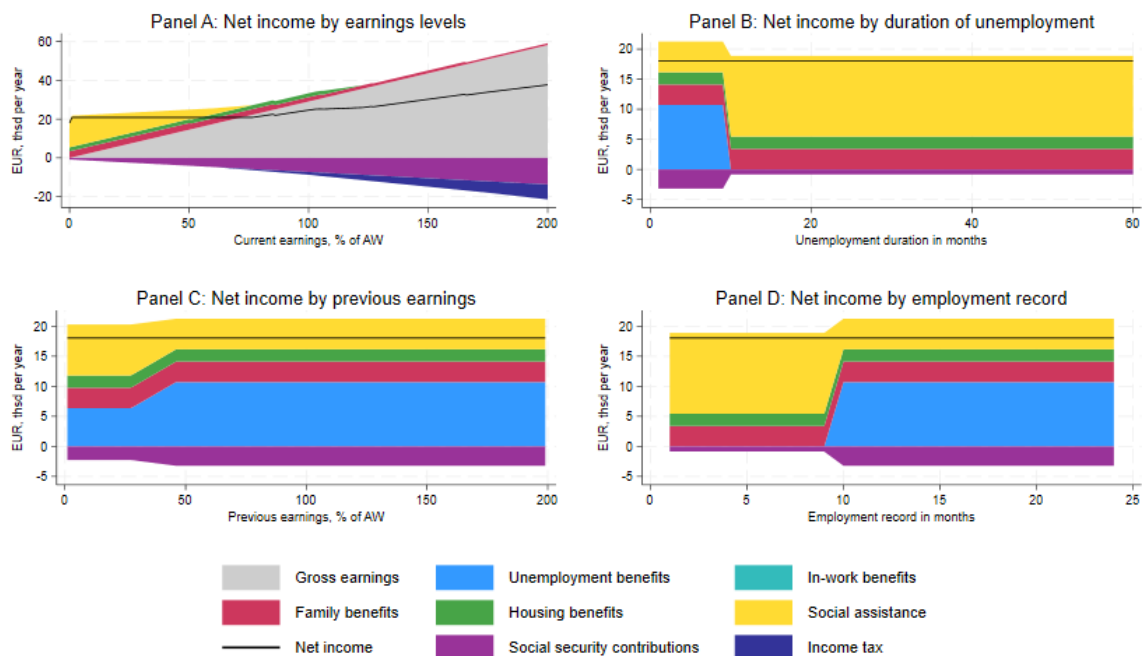 Panel A: Net income by earnings levels
EUR, thsd per year
60
40
20
0
-20
0 50 100 150 200
Current earnings, % of AW
Panel B: Net income by duration of unemployment
EUR, thsd per year
20
15
10
5
0
-5
0 20 40 60
Unemployment duration in months
Panel C: Net income by previous earnings
EUR, thsd per year
20
15
10
5
0
-5
0 50 100 150 200
Previous earnings, % of AW
Panel D: Net income by employment record
EUR, thsd per year
20
15
10
5
0
-5
0 5 10 15 20 25
Employment record in months
Gross earnings Unemployment benefits In-work benefits
Family benefits Housing benefits Social assistance
Net income Social security contributions Income tax